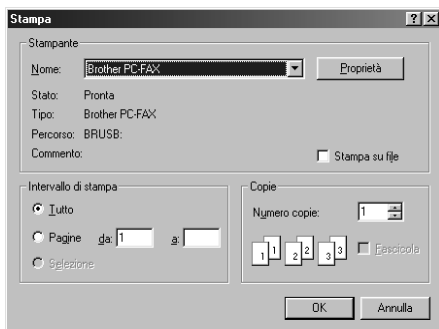 Stampa
Stampante
Nome: Brother PC-FAX Proprietà
Stato: Pronta
Tipo: Brother PC-FAX
Percorso: BRUSB:
Commento: Stampa su file
Intervallo di stampa
Tutto
Pagine da: 1 a:
Selezione
Copie
Numero copie: 1
1 1 2 2 3 3 Fascicola
OK Annulla